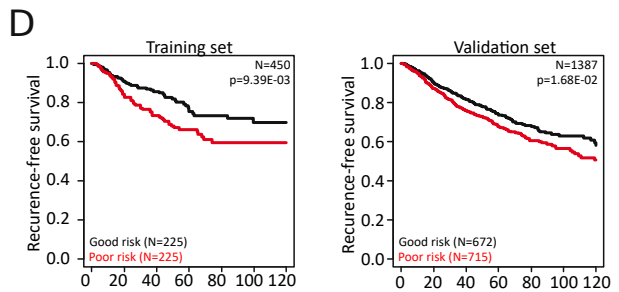 D
Training set
Recurence-free survival
1.0
0.8
0.6
0.4
0.2
0.0
N=450
p=9.39E-03
Good risk (N=225)
Poor risk (N=225)
0 20 40 60 80 100 120
Validation set
Recurence-free survival
1.0
0.8
0.6
0.4
0.2
0.0
N=1387
p=1.68E-02
Good risk (N=672)
Poor risk (N=715)
0 20 40 60 80 100 120